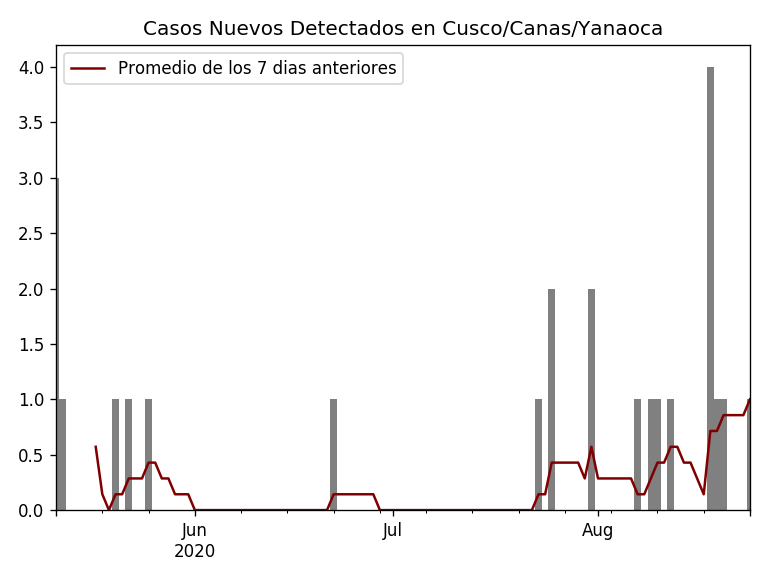 Casos Nuevos Detectados en Cusco/Canas/Yanaoca
Promedio de los 7 dias anteriores
4.0
3.5
3.0
2.5
2.0
1.5
1.0
0.5
0.0
Jun
2020
Jul
Aug